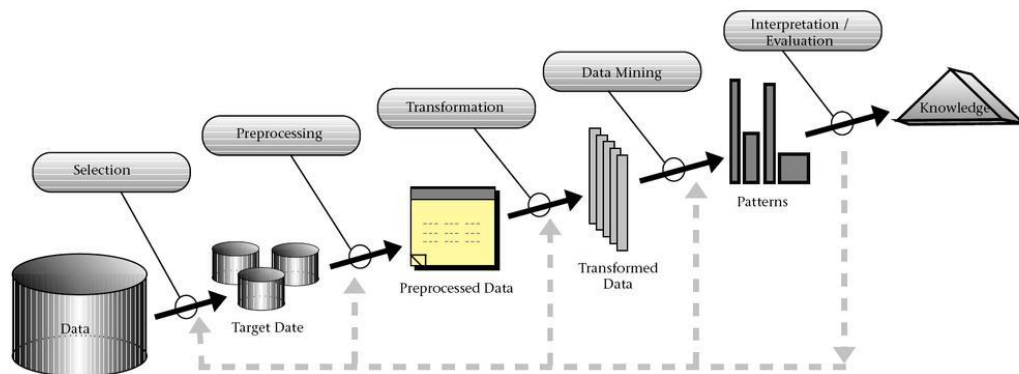 Interpretation /
Evaluation
Data Mining
Transformation
Preprocessing
Selection
Data
Target Date
Preprocessed Data
Transformed
Data
Patterns
Knowledge